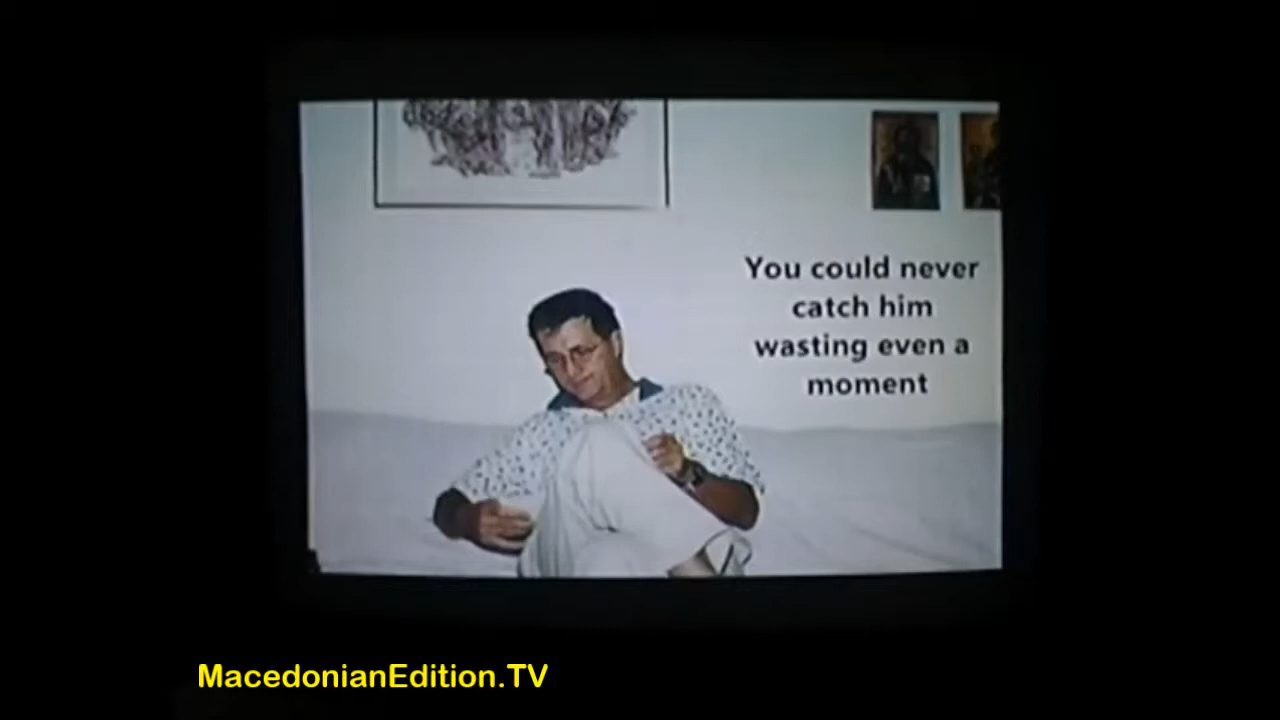 You could never
catch him
wasting even a
moment
MacedonianEdition.TV